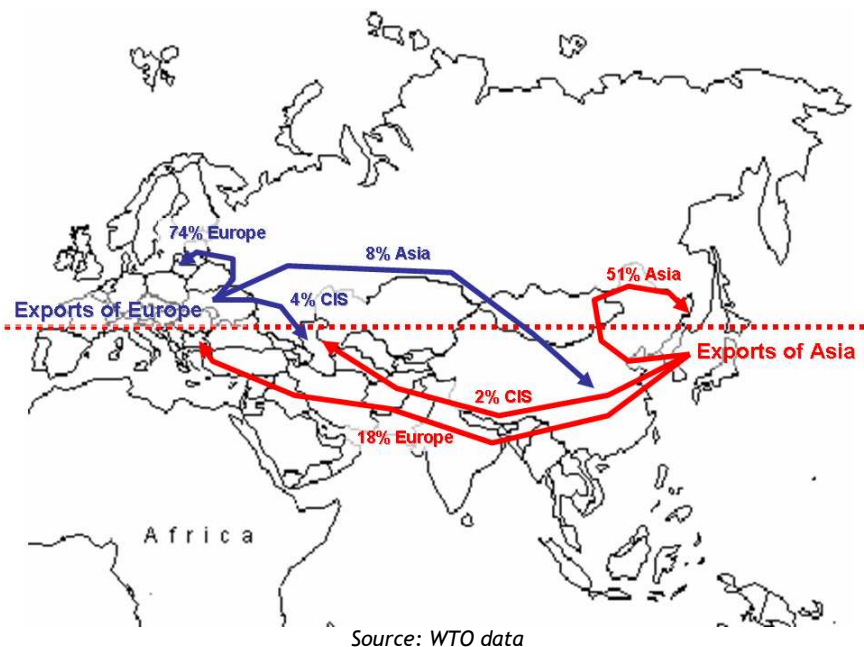 74% Europe
8% Asia
51% Asia
4% CIS
Exports of Europe
Exports of Asia
2% CIS
18% Europe
Africa
Source: WTO data